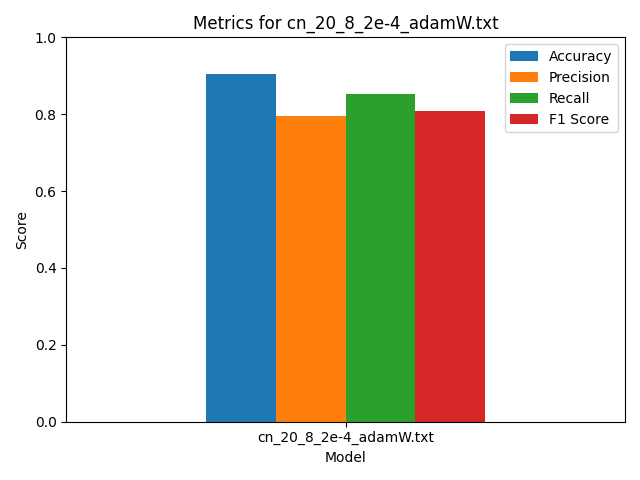 Metrics for cn_20_8_2e-4_adamW.txt
1.0
0.8
0.6
0.4
0.2
0.0
Score
Accuracy
Precision
Recall
F1 Score
cn_20_8_2e-4_adamW.txt
Model